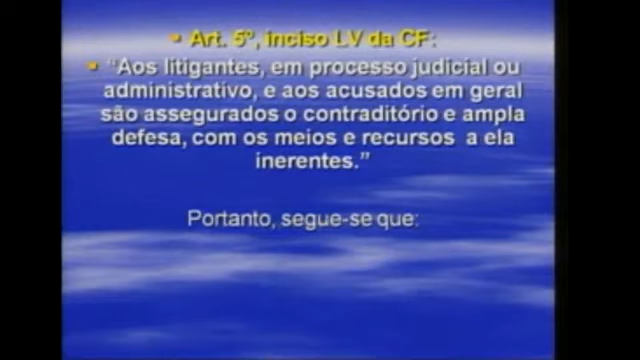 Art. 5º, inciso LV da CF:
"Aos litigantes, em processo judicial ou
administrativo, e aos acusados em geral
são assegurados o contraditório e ampla
defesa, com os meios e recursos a ela
inerentes."
Portanto, segue-se que: